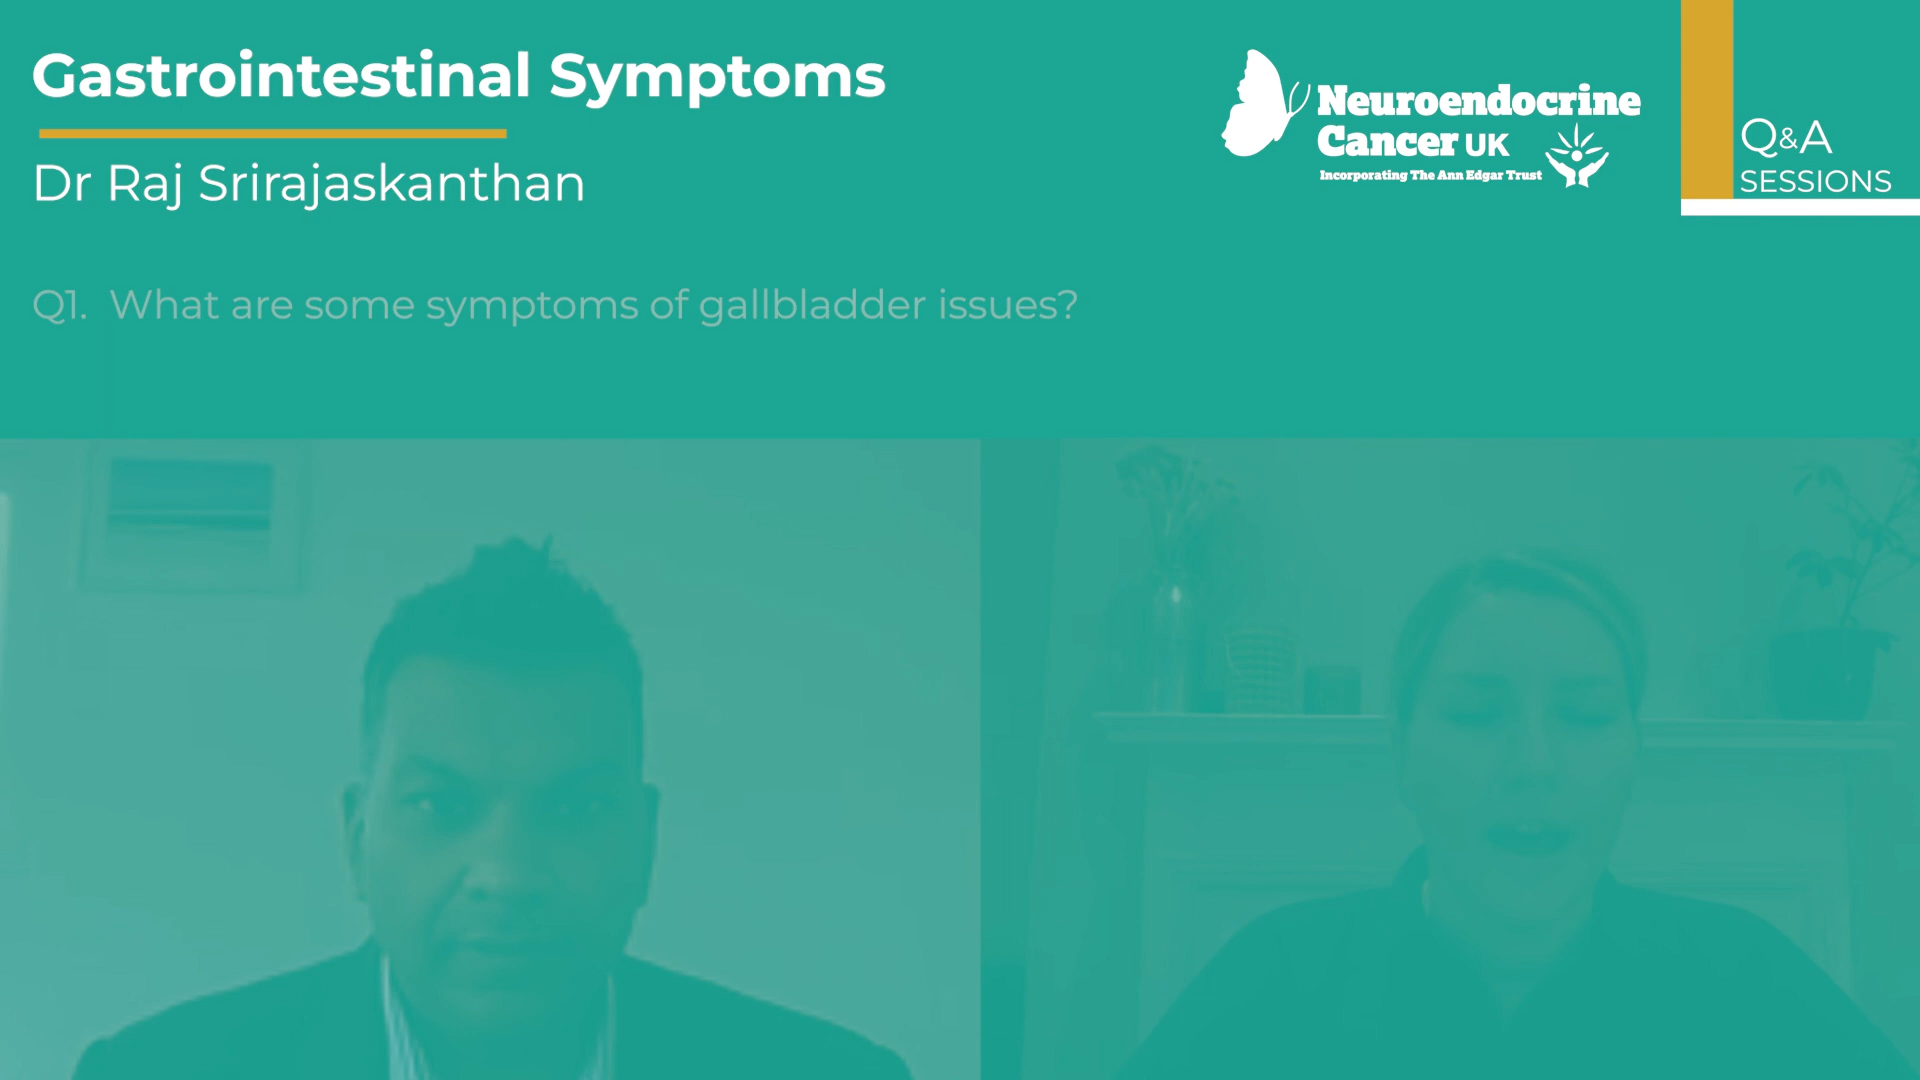 Gastrointestinal Symptoms
Dr Raj Srirajaskanthan
Neuroendocrine
Cancer UK
Incorporating The Ann Edgar Trust
Q&A
SESSIONS
Q1. What are some symptoms of gallbladder issues?